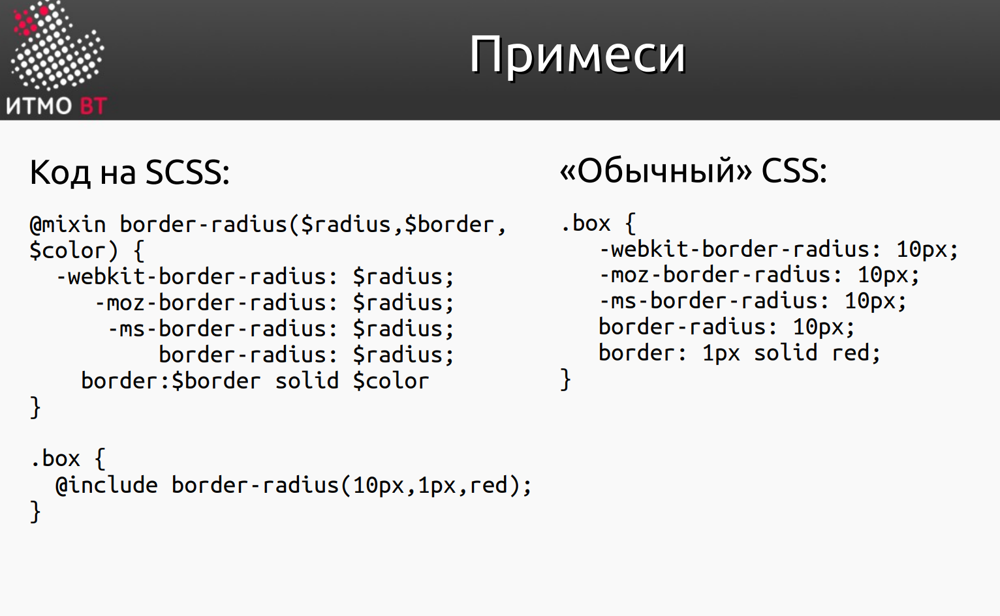 ИТМО ВТ
Примеси
Код на SCSS:
@mixin border-radius($radius,$border,
$color) {
  -webkit-border-radius: $radius;
     -moz-border-radius: $radius;
      -ms-border-radius: $radius;
          border-radius: $radius;
    border:$border solid $color
}
.box {
  @include border-radius(10px,1px,red);
}
«Обычный» CSS:
.box {
   -webkit-border-radius: 10px;
   -moz-border-radius: 10px;
   -ms-border-radius: 10px;
   border-radius: 10px;
   border: 1px solid red;
}